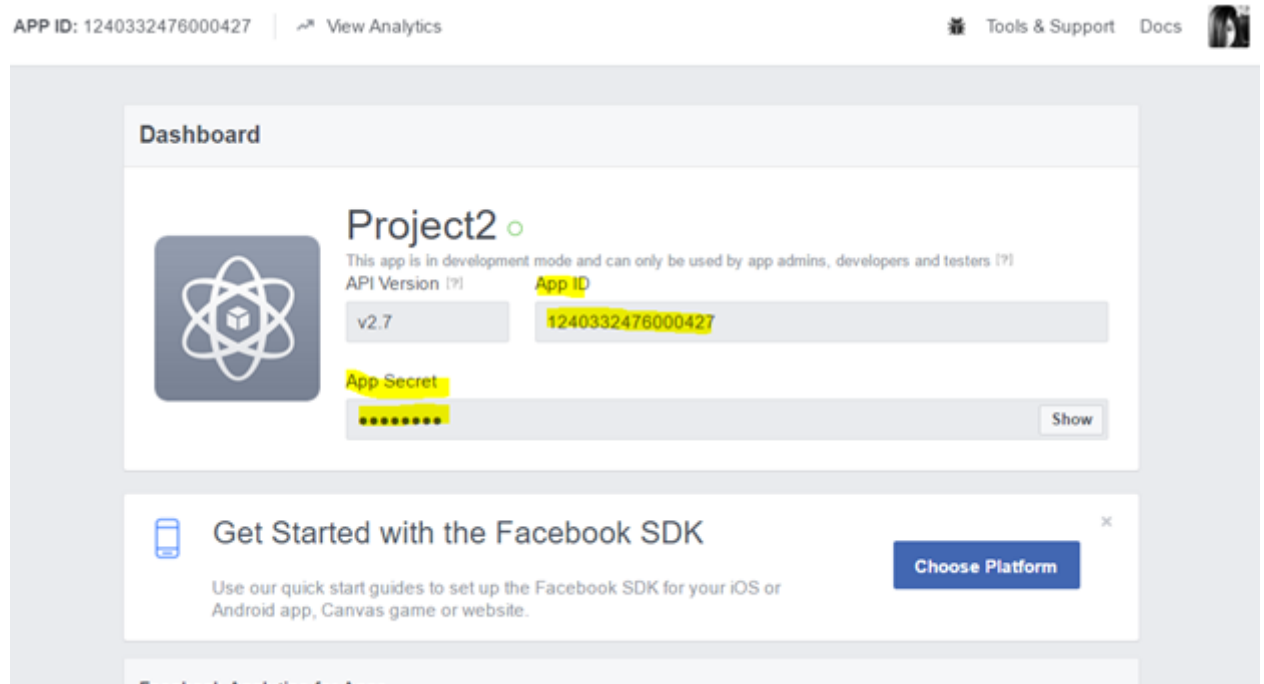 APP ID: 1240332476000427 View Analytics Tools & Support Docs
Dashboard
Project2
This app is in development mode and can only be used by app admins, developers and testers [?]
API Version [?] App ID
v2.7 1240332476000427
App Secret
●●●●●●●● Show
Get Started with the Facebook SDK
Choose Platform
Use our quick start guides to set up the Facebook SDK for your iOS or
Android app, Canvas game or website.